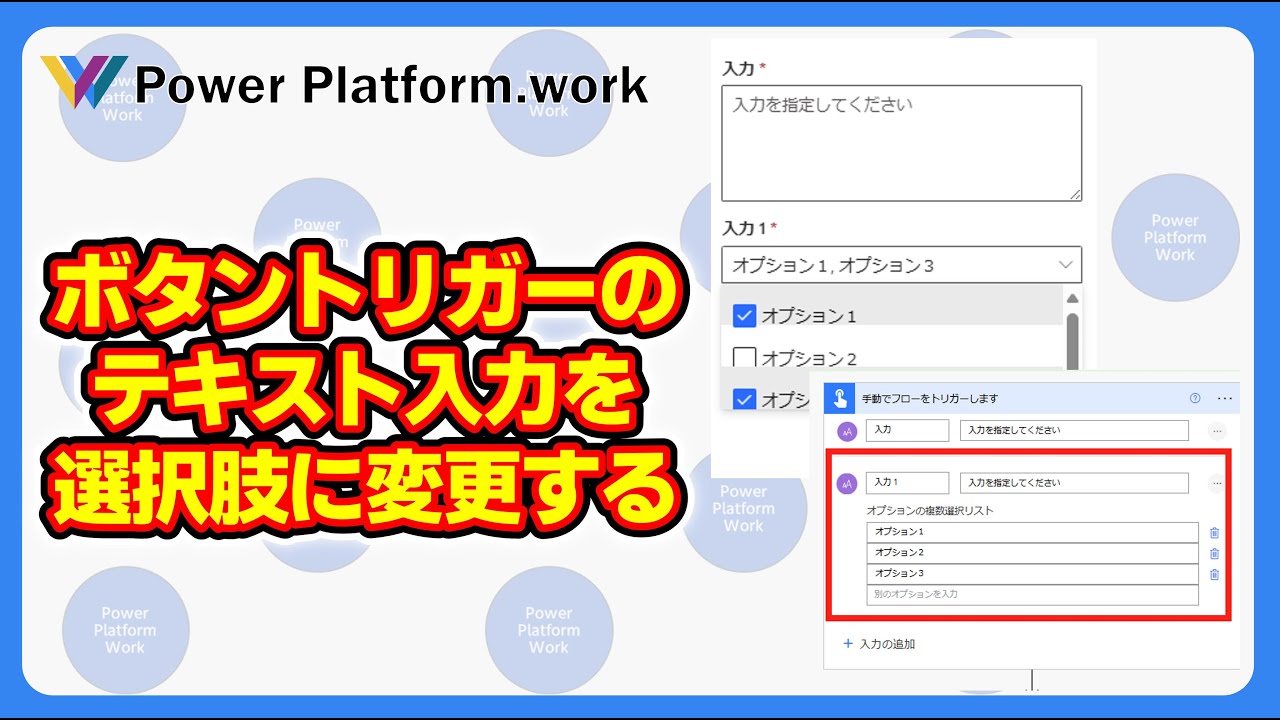 Power Platform.work
ボタントリガーの
テキスト入力を
選択肢に変更する
入力 *
入力を指定してください
入力1 *
オプション1, オプション3
オプション1
オプション2
手動でフローをトリガーします
入力
入力を指定してください
入力1
入力を指定してください
オプションの複数選択リスト
オプション1
オプション2
オプション3
別のオプションを入力
+ 入力の追加
Power
Platform
Work
Power
Platform
Work
Power
Platform
Work
Power
Platform
Work